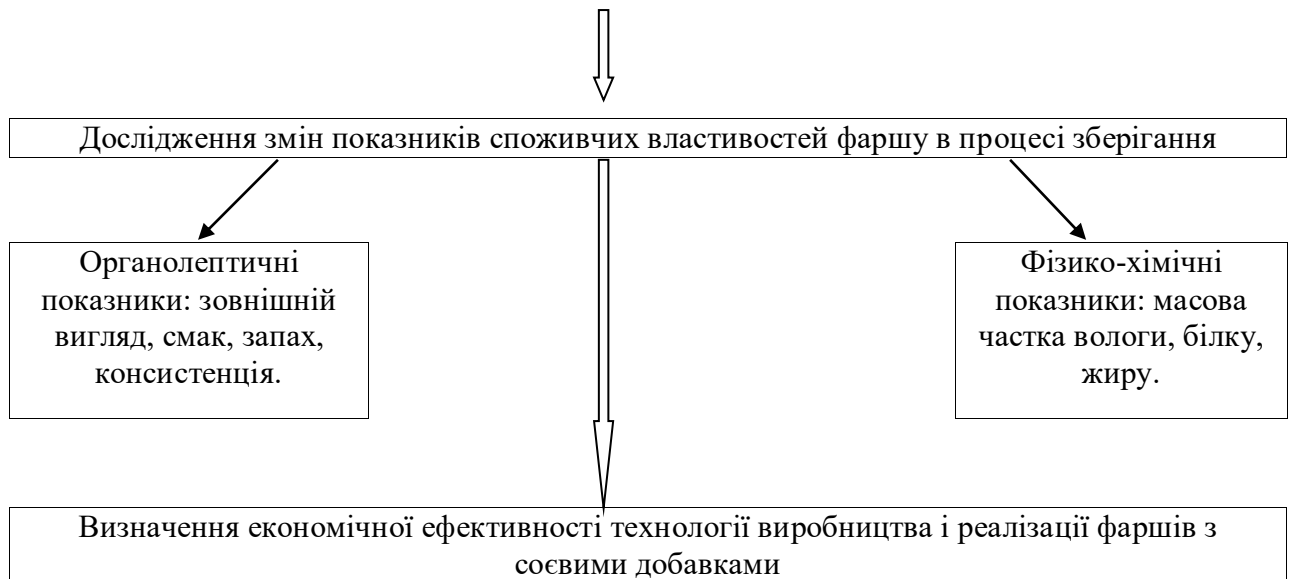 Дослідження змін показників споживчих властивостей фаршу в процесі зберігання
Органолептичні
показники: зовнішній
вигляд, смак, запах,
консистенція.
Фізико-хімічні
показники: масова
частка вологи, білку,
жиру.
Визначення економічної ефективності технології виробництва і реалізації фаршів з
соєвими добавками